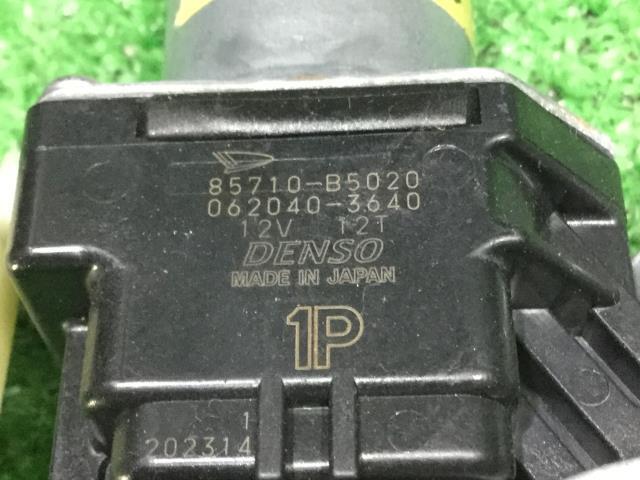 85710-B5020
062040-3640
12V 12T
DENSO
MADE IN JAPAN
1P
1
202314